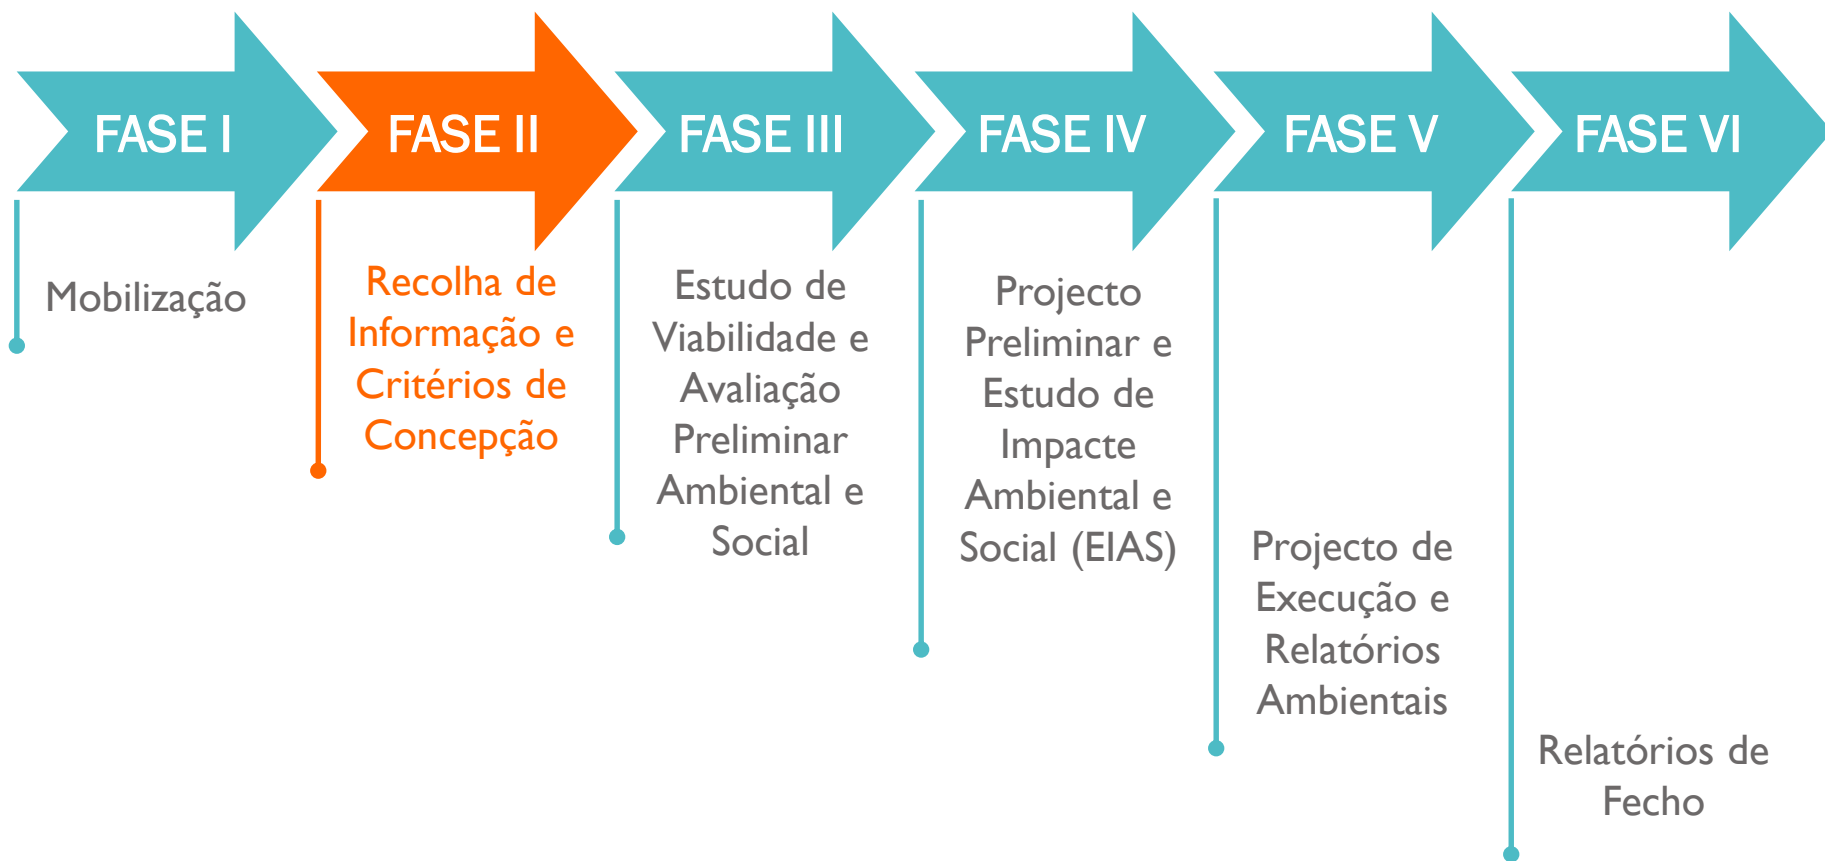 FASE I
FASE II
FASE III
FASE IV
FASE V
FASE VI
Mobilização
Recolha de
Informação e
Critérios de
Concepção
Estudo de
Viabilidade e
Avaliação
Preliminar
Ambiental e
Social
Projecto
Preliminar e
Estudo de
Impacte
Ambiental e
Social (EIAS)
Projecto de
Execução e
Relatórios
Ambientais
Relatórios de
Fecho